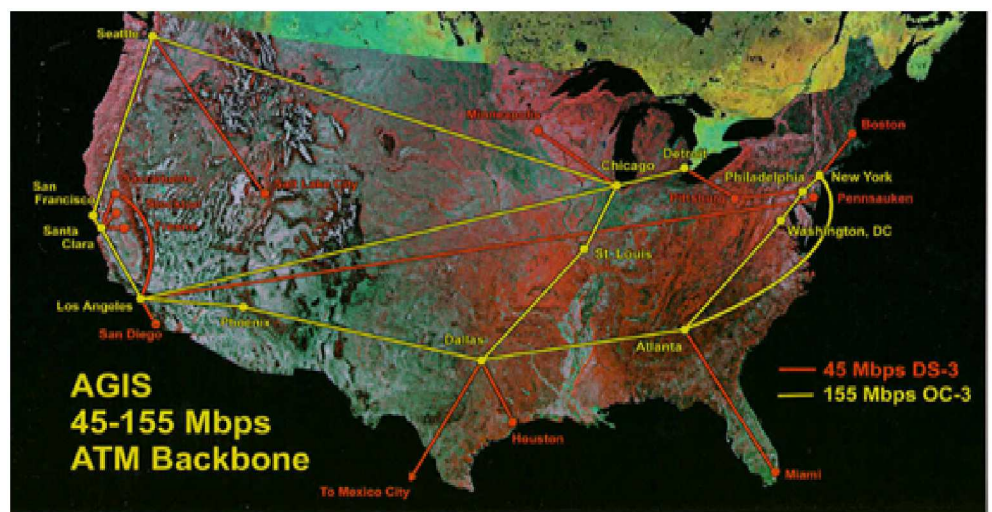 Seattle
Minneapolis
Boston
Detroit
Chicago
Philadelphia
New York
Salt Lake City
San
Francisco
Pennsauken
Santa
Clara
Washington, DC
St. Louis
Los Angeles
Phoenix
San Diego
Dallas
Atlanta
45 Mbps DS-3
155 Mbps OC-3
AGIS
45-155 Mbps
ATM Backbone
Houston
Miami
To Mexico City